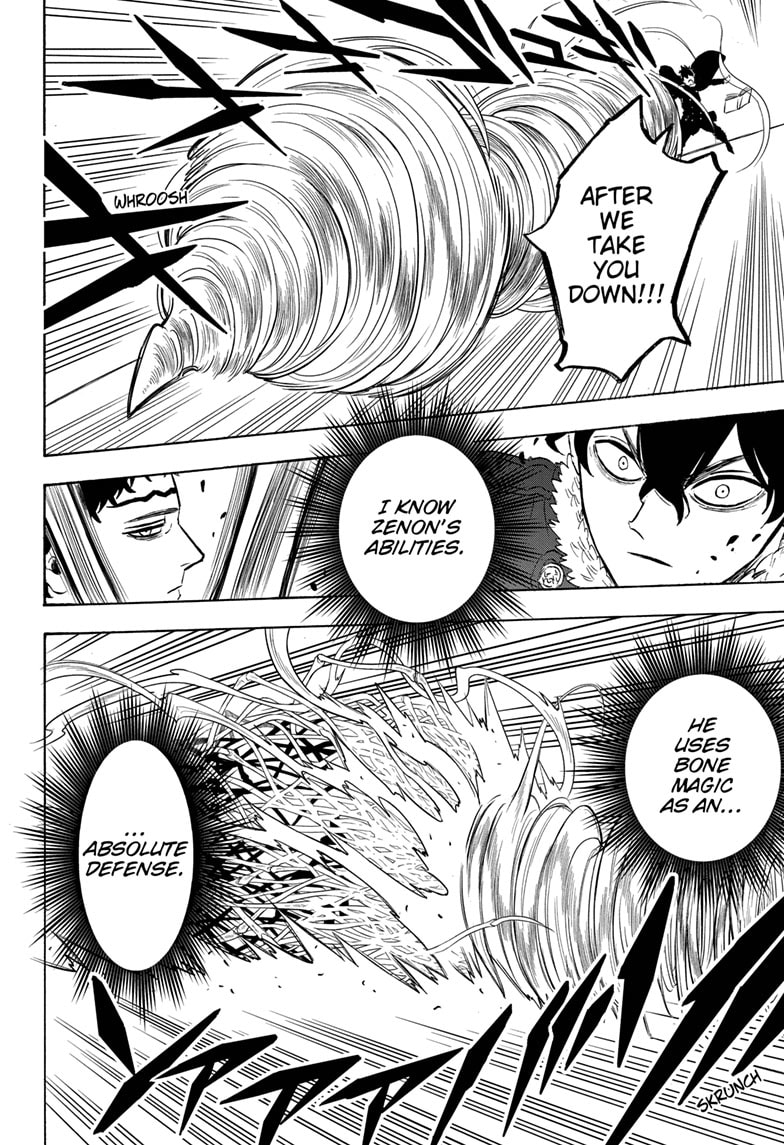 AFTER
WE
TAKE
YOU
DOWN!!!
WHROOSH
I KNOW
ZENON'S
ABILITIES.
HE
USES
BONE
MAGIC
AS AN...
...
ABSOLUTE
DEFENSE.
SKRUNCH